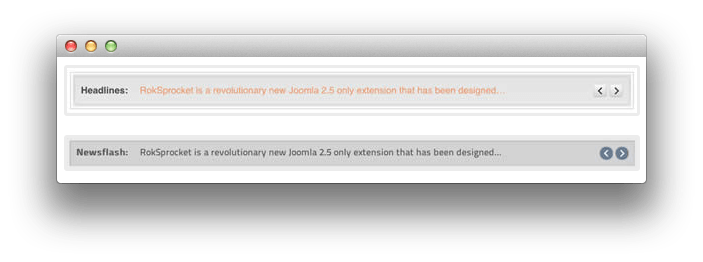 Headlines: RokSprocket is a revolutionary new Joomla 2.5 only extension that has been designed...
Newsflash: RokSprocket is a revolutionary new Joomla 2.5 only extension that has been designed...